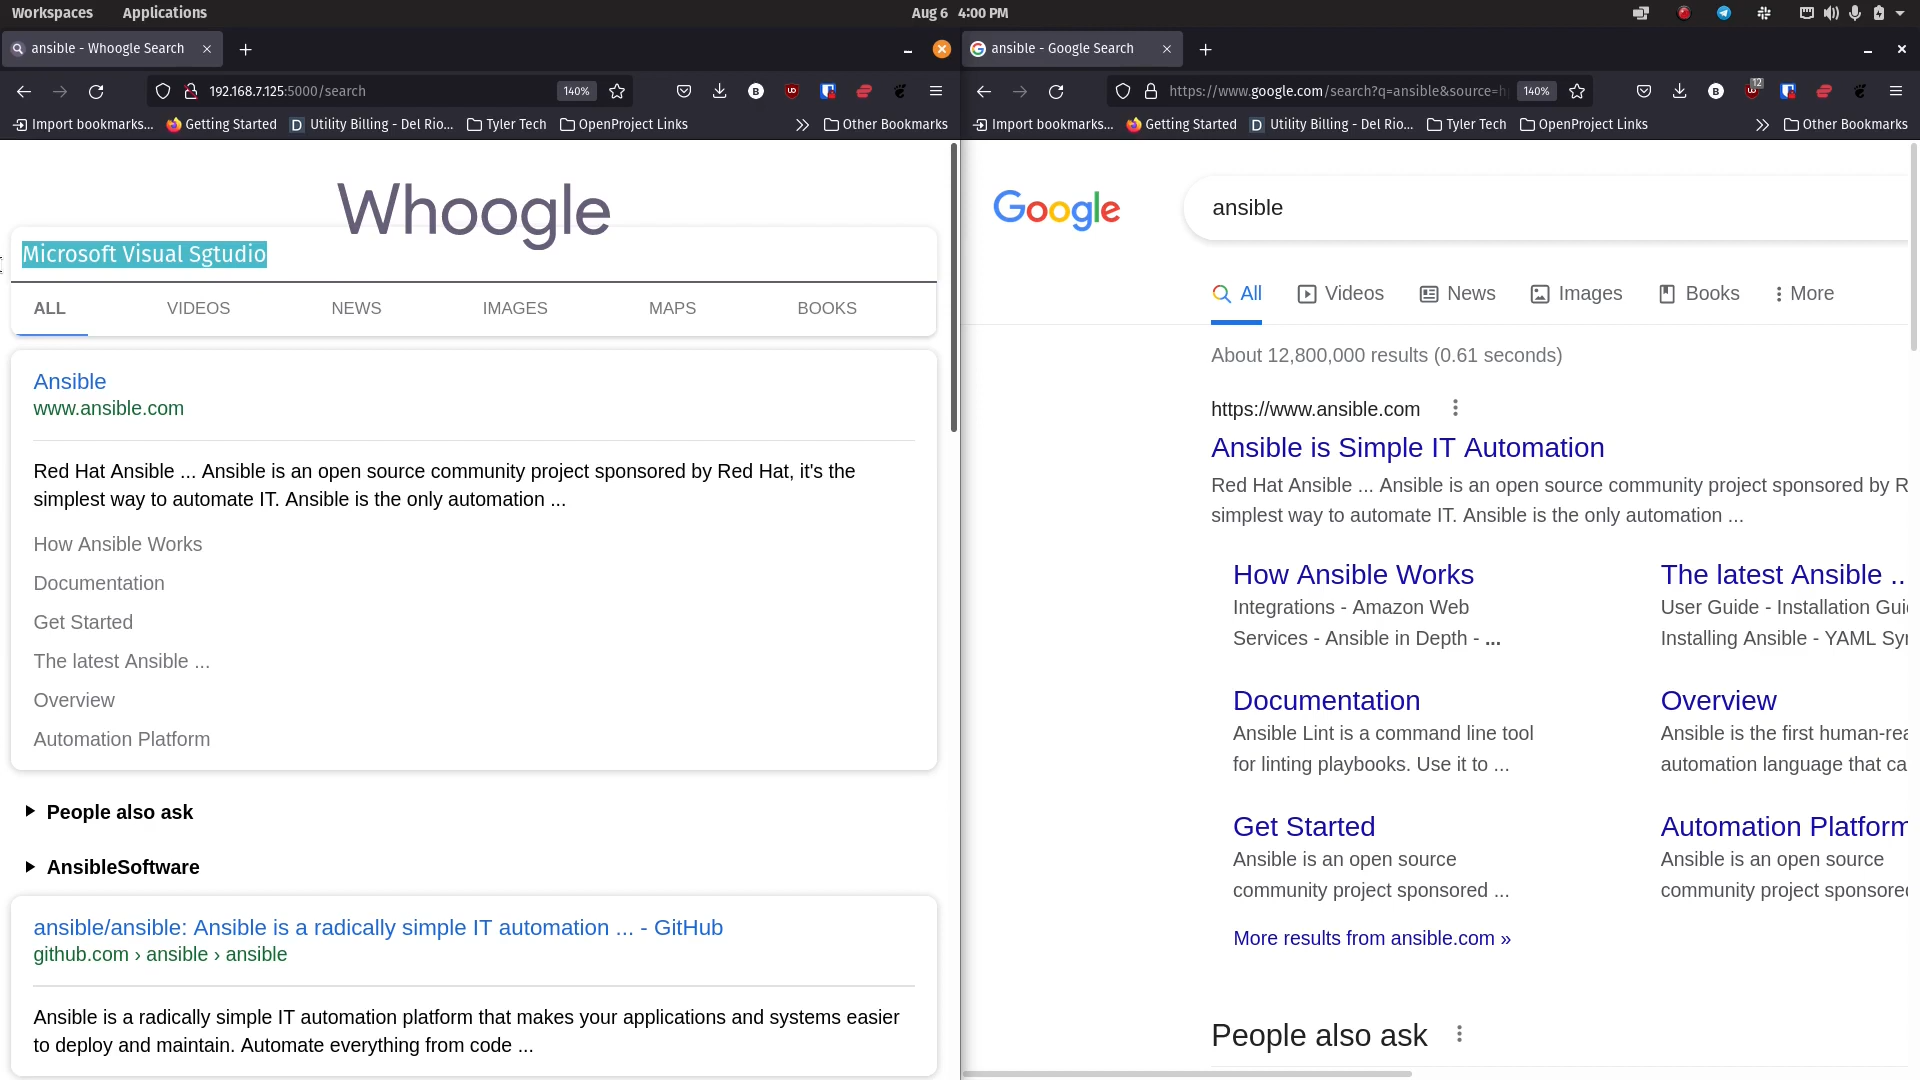 Workspaces Applications Aug 6 4:00 PM
ansible - Whoogle Search
192.168.7.125:5000/search 140%
Import bookmarks... Getting Started Utility Billing - Del Rio... Tyler Tech OpenProject Links Other Bookmarks
Whoogle
Microsoft Visual Sgtudio
ALL VIDEOS NEWS IMAGES MAPS BOOKS
Ansible
www.ansible.com
Red Hat Ansible ... Ansible is an open source community project sponsored by Red Hat, it's the
simplest way to automate IT. Ansible is the only automation ...
How Ansible Works
Documentation
Get Started
The latest Ansible ...
Overview
Automation Platform
People also ask
AnsibleSoftware
ansible/ansible: Ansible is a radically simple IT automation ... - GitHub
github.com › ansible › ansible
Ansible is a radically simple IT automation platform that makes your applications and systems easier
to deploy and maintain. Automate everything from code ...
ansible - Google Search
https://www.google.com/search?q=ansible&source=h 140% 12
Import bookmarks... Getting Started Utility Billing - Del Rio... Tyler Tech OpenProject Links Other Bookmarks
Google
ansible
All Videos News Images Books More
About 12,800,000 results (0.61 seconds)
https://www.ansible.com
Ansible is Simple IT Automation
Red Hat Ansible ... Ansible is an open source community project sponsored by R
simplest way to automate IT. Ansible is the only automation ...
How Ansible Works
Integrations - Amazon Web
Services - Ansible in Depth - ...
The latest Ansible ..
User Guide - Installation Gui
Installing Ansible - YAML Syn
Documentation
Ansible Lint is a command line tool
for linting playbooks. Use it to ...
Overview
Ansible is the first human-rea
automation language that ca
Get Started
Ansible is an open source
community project sponsored ...
Automation Platform
Ansible is an open source
community project sponsored
More results from ansible.com »
People also ask